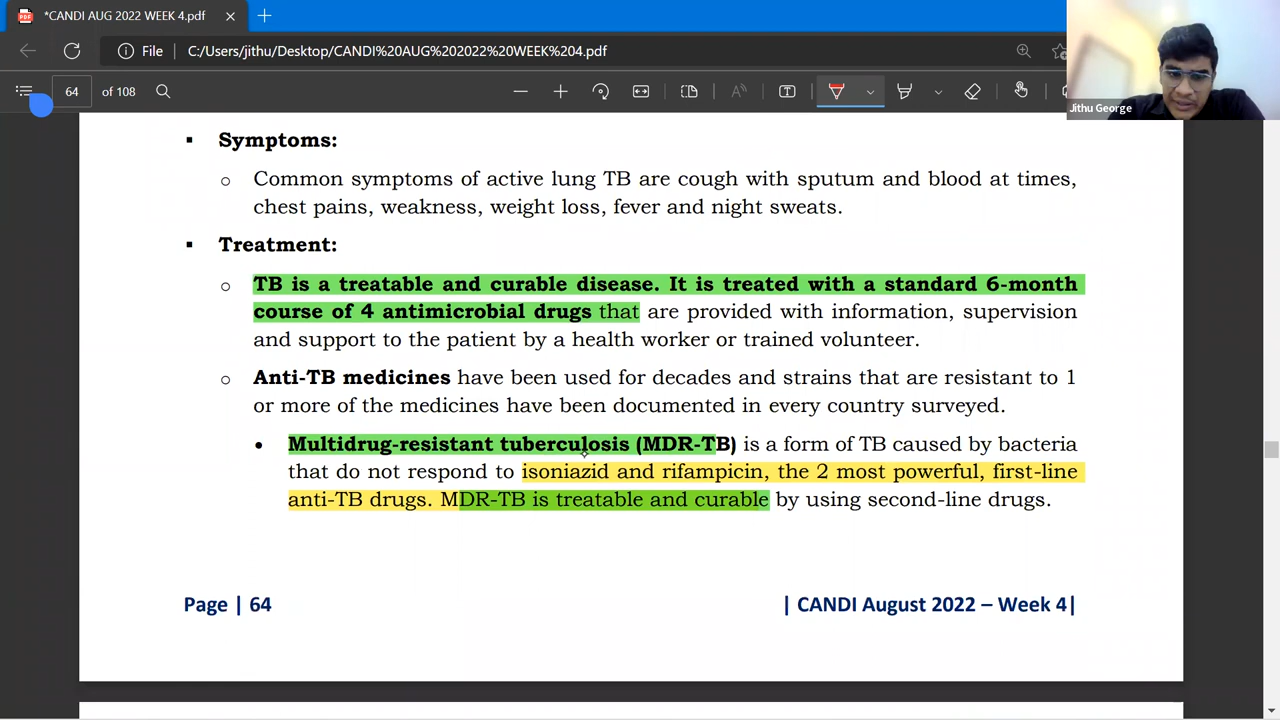 *CANDI AUG 2022 WEEK 4.pdf
File
C:/Users/jithu/Desktop/CANDI%20AUG%202022%20WEEK%204.pdf
64 of 108
Jithu George
▪ Symptoms:
o Common symptoms of active lung TB are cough with sputum and blood at times,
chest pains, weakness, weight loss, fever and night sweats.
▪ Treatment:
o TB is a treatable and curable disease. It is treated with a standard 6-month
course of 4 antimicrobial drugs that are provided with information, supervision
and support to the patient by a health worker or trained volunteer.
o Anti-TB medicines have been used for decades and strains that are resistant to 1
or more of the medicines have been documented in every country surveyed.
• Multidrug-resistant tuberculosis (MDR-TB) is a form of TB caused by bacteria
that do not respond to isoniazid and rifampicin, the 2 most powerful, first-line
anti-TB drugs. MDR-TB is treatable and curable by using second-line drugs.
Page | 64
| CANDI August 2022 – Week 4|